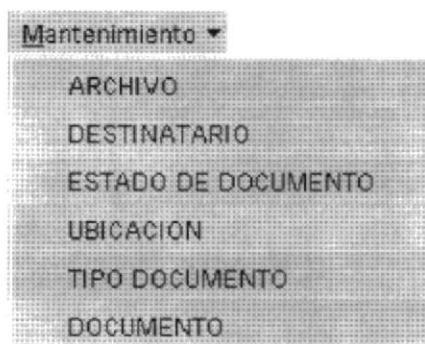 Mantenimiento
ARCHIVO
DESTINATARIO
ESTADO DE DOCUMENTO
UBICACION
TIPO DOCUMENTO
DOCUMENTO